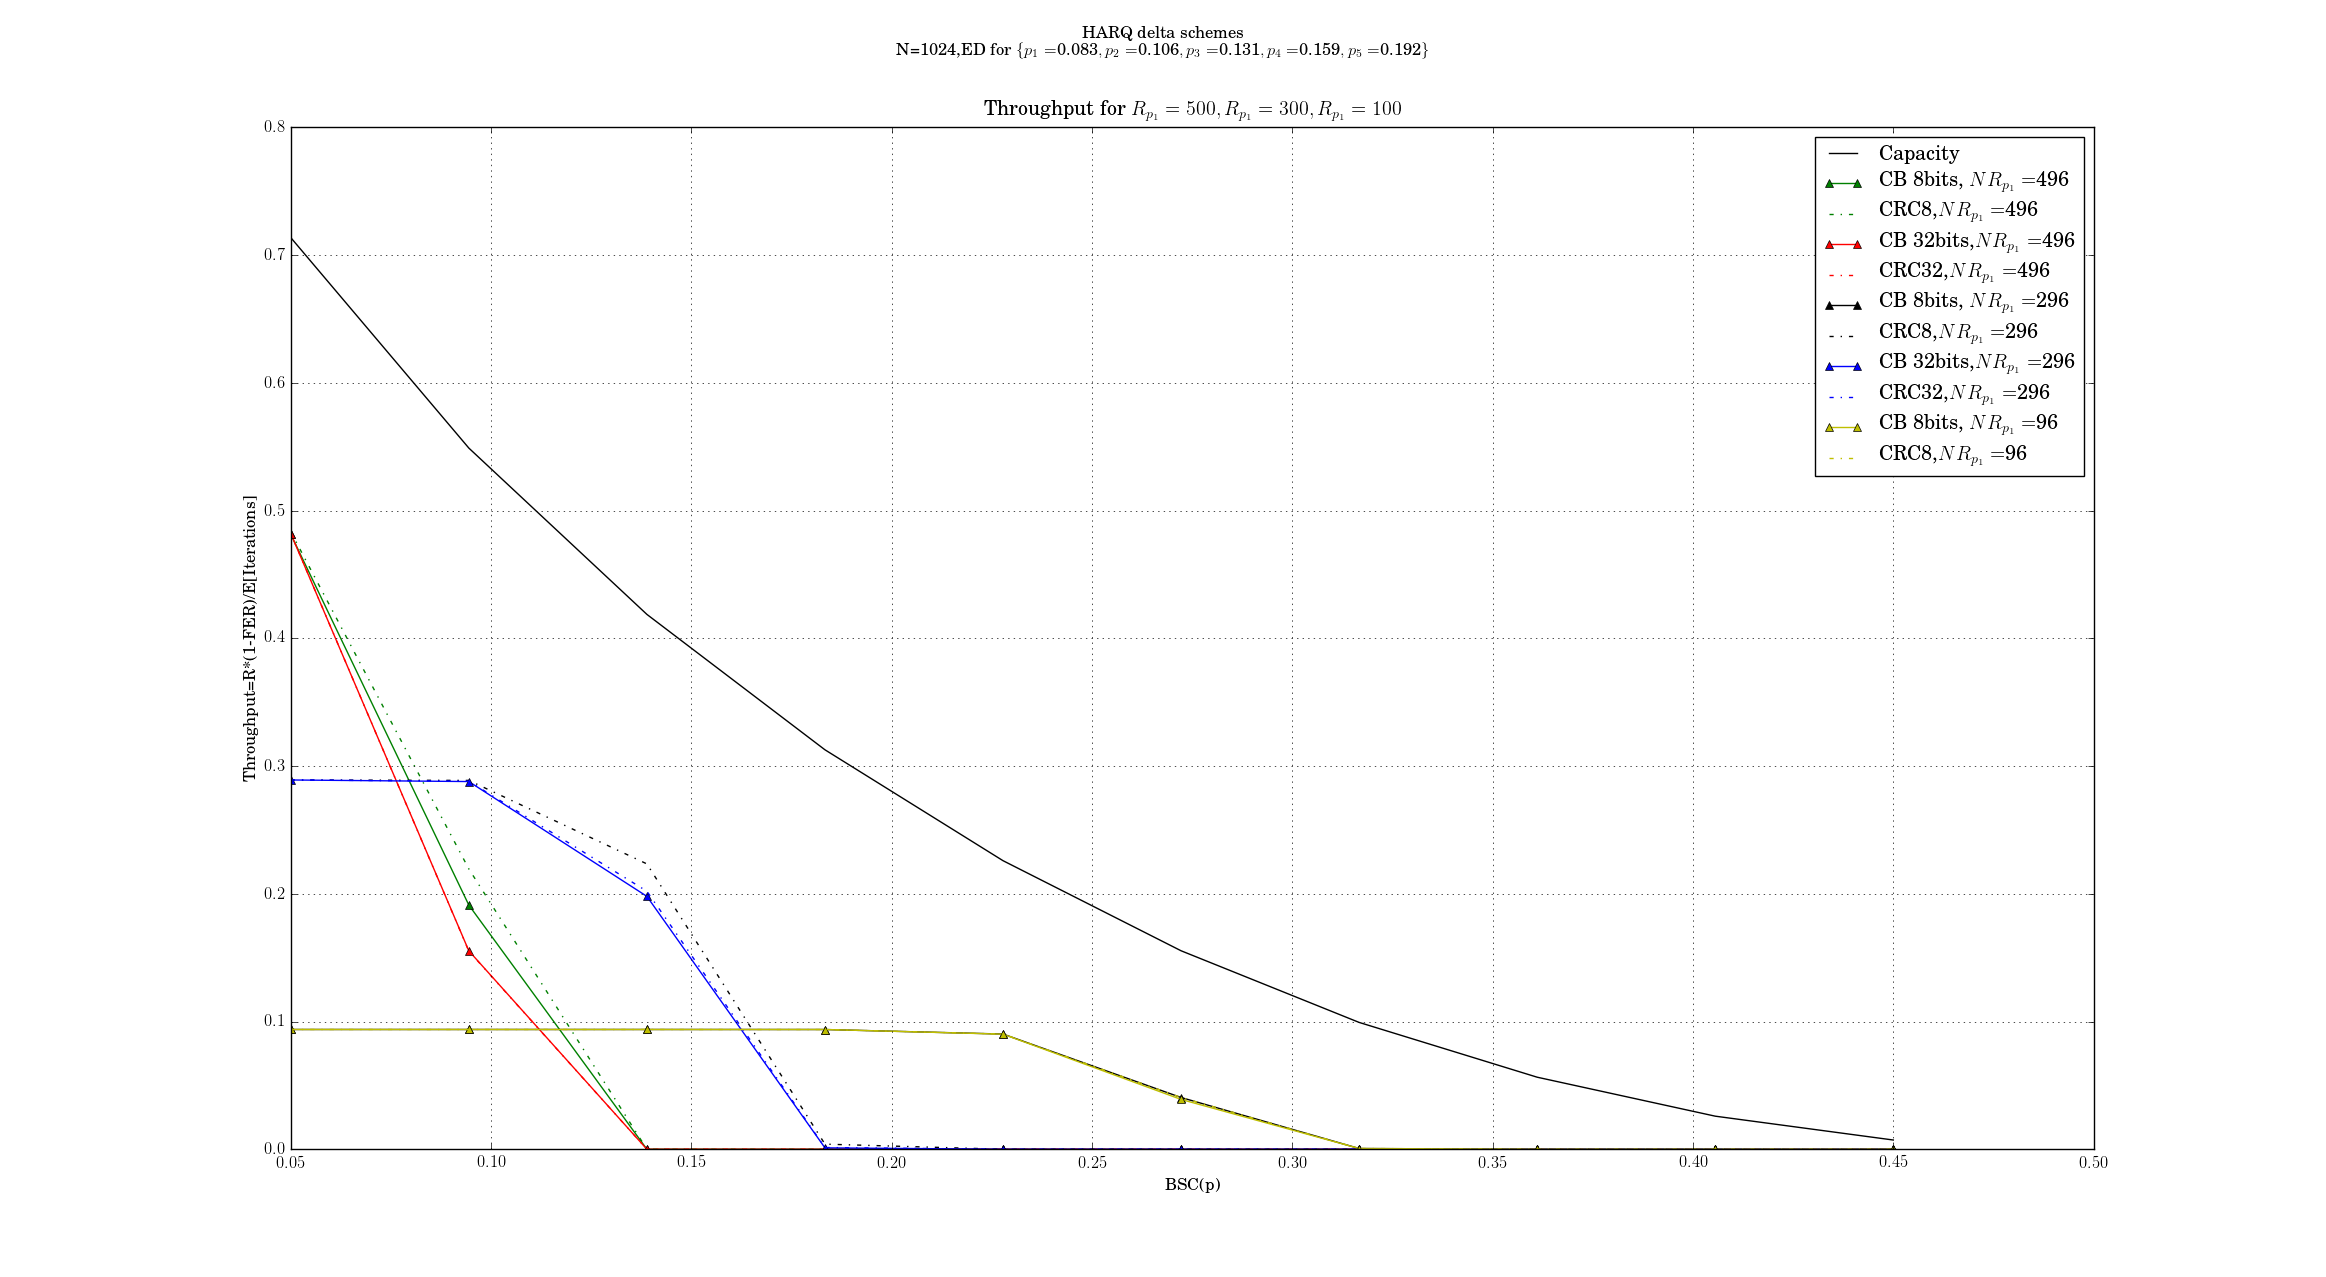 HARQ delta schemes
N=1024,ED for {p₁ =0.083, p₂ =0.106, p₃ =0.131, p₄ =0.159, p₅ =0.192}
Throughput for R_{p₁} = 500, R_{p₁} = 300, R_{p₁} = 100
Capacity
CB 8bits, NR_{p₁} =496
CRC8,NR_{p₁} =496
CB 32bits,NR_{p₁} =496
CRC32,NR_{p₁} =496
CB 8bits, NR_{p₁} =296
CRC8,NR_{p₁} =296
CB 32bits,NR_{p₁} =296
CRC32,NR_{p₁} =296
CB 8bits, NR_{p₁} =96
CRC8,NR_{p₁} =96
Throughput=R*(1-FER)/E[Iterations]
0.8
0.7
0.6
0.5
0.4
0.3
0.2
0.1
0.0
0.05 0.10 0.15 0.20 0.25 0.30 0.35 0.40 0.45 0.50
BSC(p)